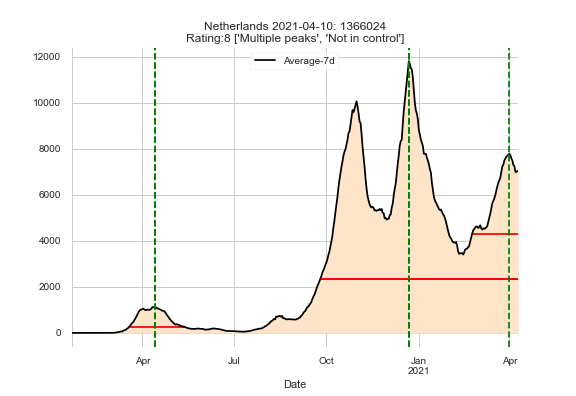 Netherlands 2021-04-10: 1366024
Rating:8 ['Multiple peaks', 'Not in control']
Average-7d
12000
10000
8000
6000
4000
2000
0
Apr Jul Oct Jan Apr
2021
Date